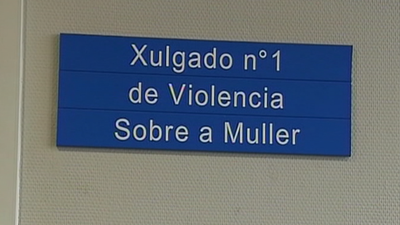 Xulgado n°1
de Violencia
Sobre a Muller